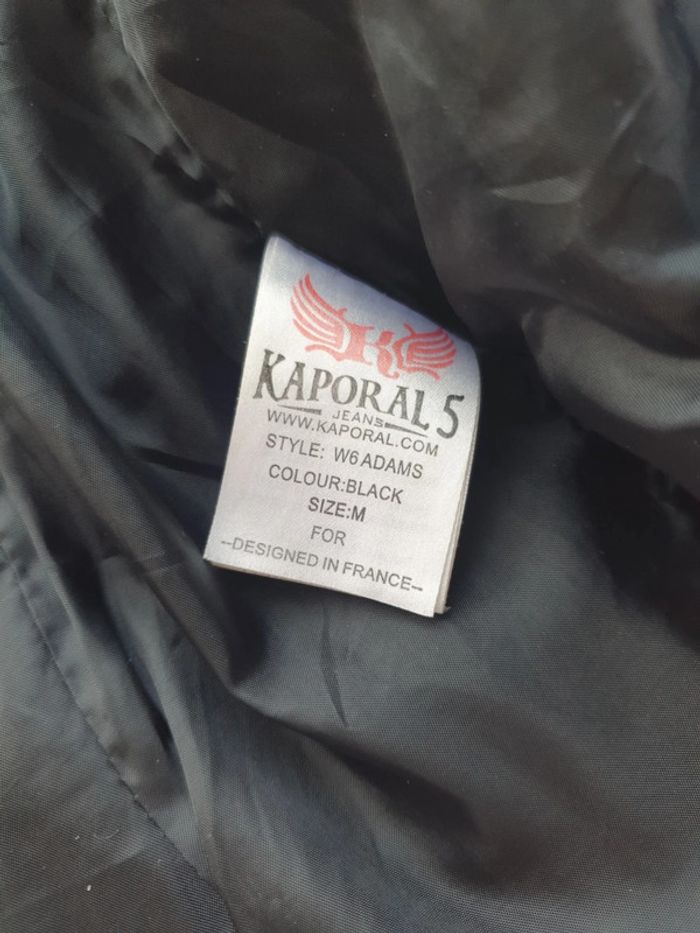 K
KAPORAL 5
JEANS
WWW.KAPORAL.COM
STYLE: W6 ADAMS
COLOUR:BLACK
SIZE:M
FOR
--DESIGNED IN FRANCE--